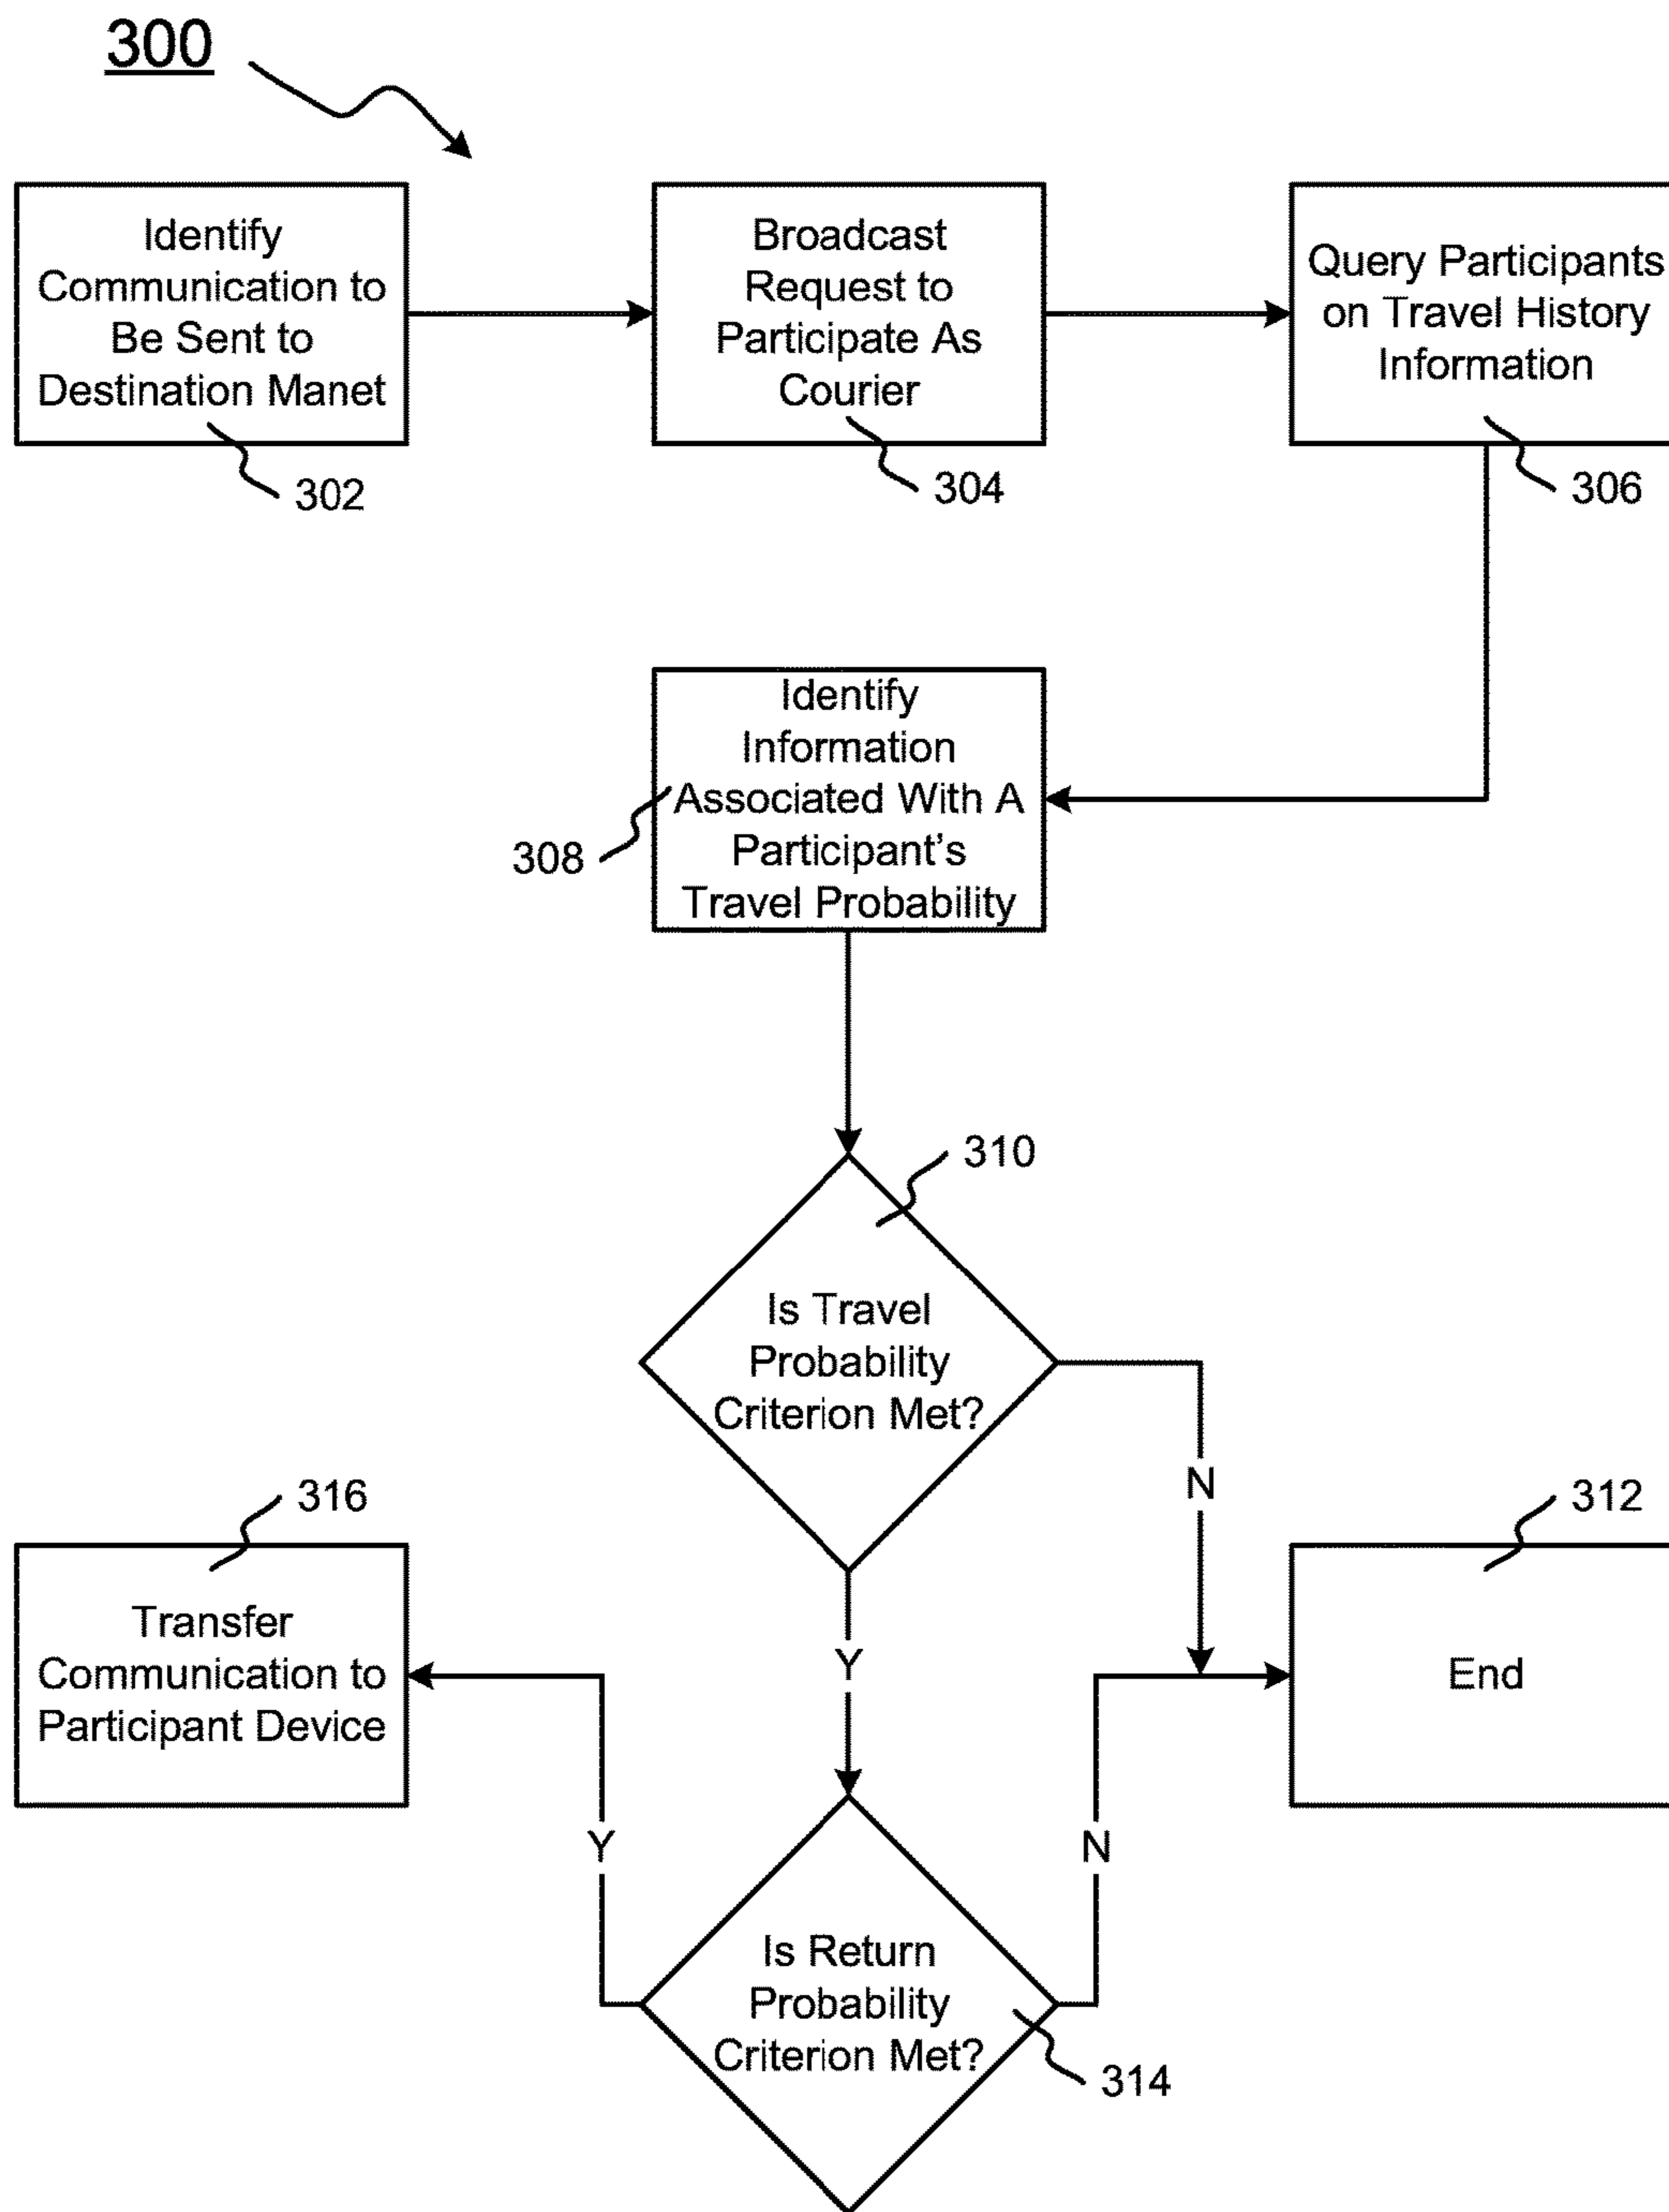 300
Identify
Communication to
Be Sent to
Destination Manet
302
Broadcast
Request to
Participate As
Courier
304
Query Participants
on Travel History
Information
306
Identify
Information
Associated With A
Participant's
Travel Probability
308
310
Is Travel
Probability
Criterion Met?
N
Y
316
Transfer
Communication to
Participant Device
312
End
Y
N
Is Return
Probability
Criterion Met?
314